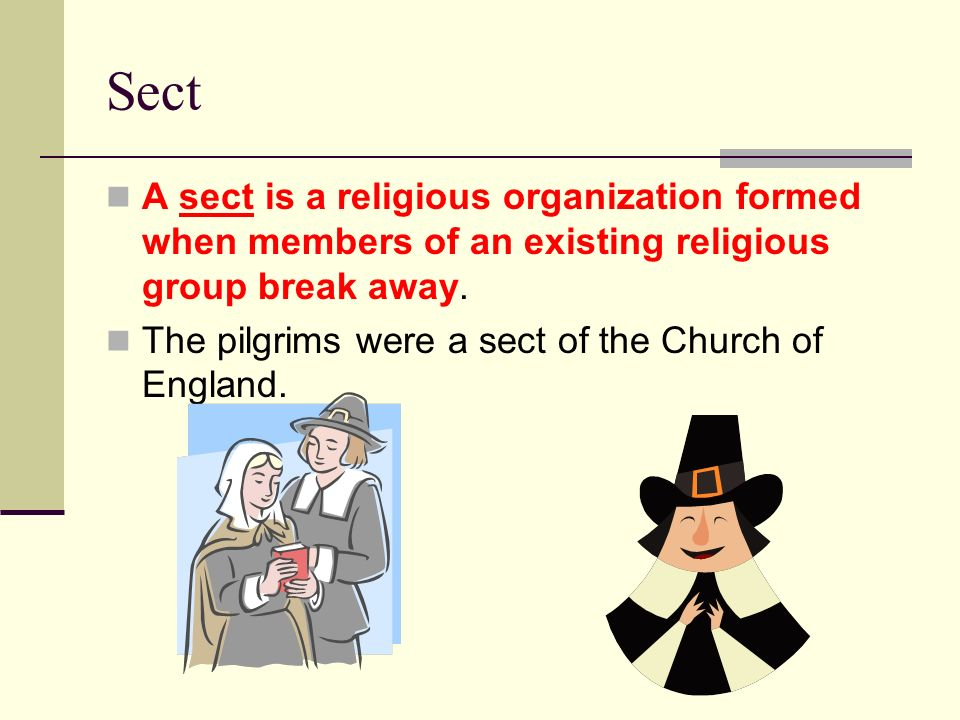 Sect
A sect is a religious organization formed
when members of an existing religious
group break away.
The pilgrims were a sect of the Church of
England.